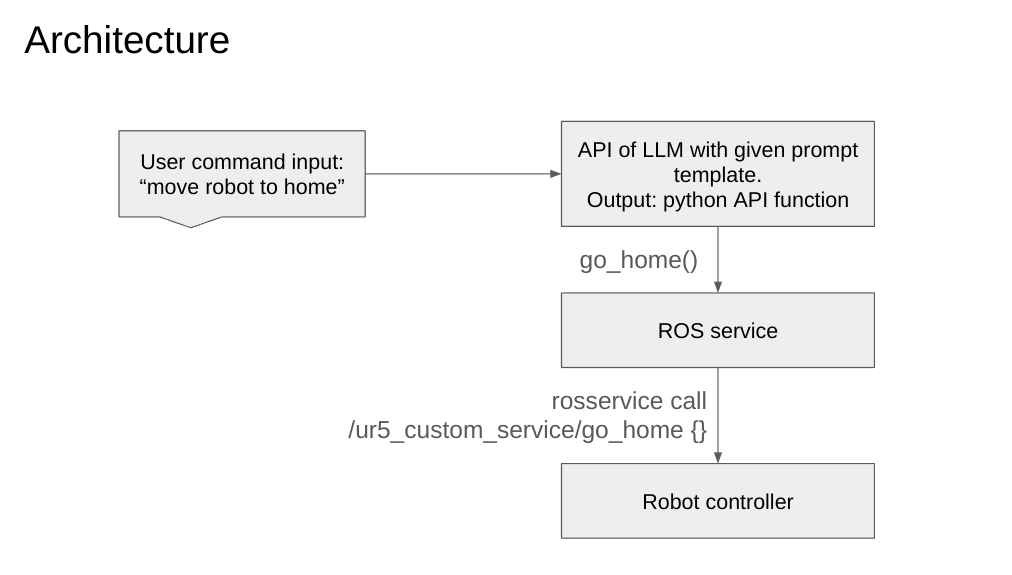 Architecture
User command input:
“move robot to home”
API of LLM with given prompt
template.
Output: python API function
go_home()
ROS service
rosservice call
/ur5_custom_service/go_home {}
Robot controller